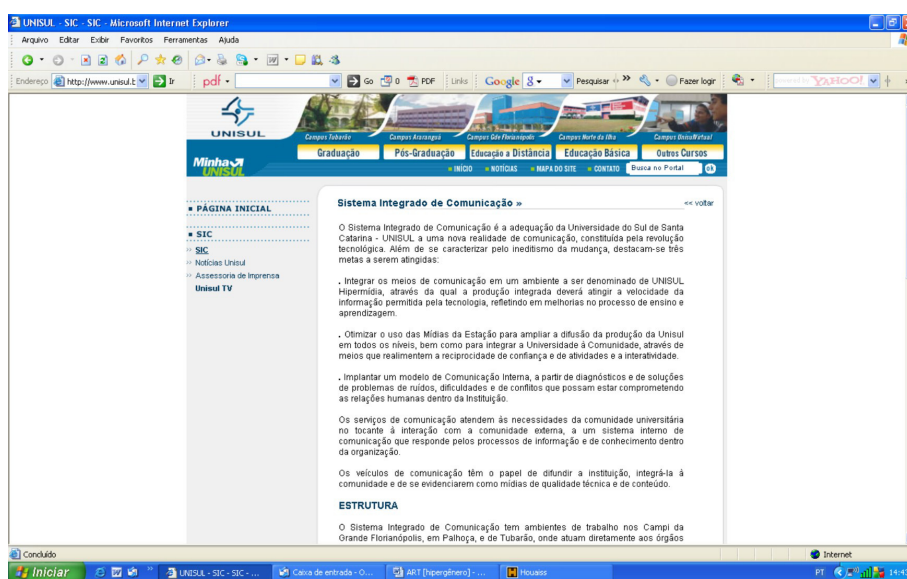 UNISUL - SIC - SIC - Microsoft Internet Explorer
Arquivo Editar Exibir Favoritos Ferramentas Ajuda
Endereço http://www.unisul.b Ir pdf Go 0 PDF Links Google Pesquisar Fazer logir YAHOO!
UNISUL
Campus Tubarão Campus Araranguá Campus Gde Florianópolis Campus Norte da Ilha Campus UnisulVirtual
Graduação Pós-Graduação Educação a Distância Educação Básica Outros Cursos
Minha UNISUL
INÍCIO NOTÍCIAS MAPA DO SITE CONTATO Busca no Portal ok
PÁGINA INICIAL
SIC
SIC
Notícias Unisul
Assessoria de Imprensa
Unisul TV
Sistema Integrado de Comunicação »
<< voltar
O Sistema Integrado de Comunicação é a adequação da Universidade do Sul de Santa
Catarina - UNISUL a uma nova realidade de comunicação, constituída pela revolução
tecnológica. Além de se caracterizar pelo ineditismo da mudança, destacam-se três
metas a serem atingidas:
. Integrar os meios de comunicação em um ambiente a ser denominado de UNISUL
Hipermídia, através da qual a produção integrada deverá atingir a velocidade da
informação permitida pela tecnologia, refletindo em melhorias no processo de ensino e
aprendizagem.
. Otimizar o uso das Mídias da Estação para ampliar a difusão da produção da Unisul
em todos os níveis, bem como para integrar a Universidade à Comunidade, através de
meios que realimentem a reciprocidade de confiança e de atividades e a interatividade.
. Implantar um modelo de Comunicação Interna, a partir de diagnósticos e de soluções
de problemas de ruídos, dificuldades e de conflitos que possam estar comprometendo
as relações humanas dentro da Instituição.
Os serviços de comunicação atendem às necessidades da comunidade universitária
no tocante à interação com a comunidade externa, a um sistema interno de
comunicação que responde pelos processos de informação e de conhecimento dentro
da organização.
Os veículos de comunicação têm o papel de difundir a instituição, integrá-la à
comunidade e de se evidenciarem como mídias de qualidade técnica e de conteúdo.
ESTRUTURA
O Sistema Integrado de Comunicação tem ambientes de trabalho nos Campi da
Grande Florianópolis, em Palhoça, e de Tubarão, onde atuam diretamente aos órgãos
Concluído Internet
Iniciar UNISUL - SIC - SIC - ... Caixa de entrada - O... ART [hipergênero] - ... Houaiss PT